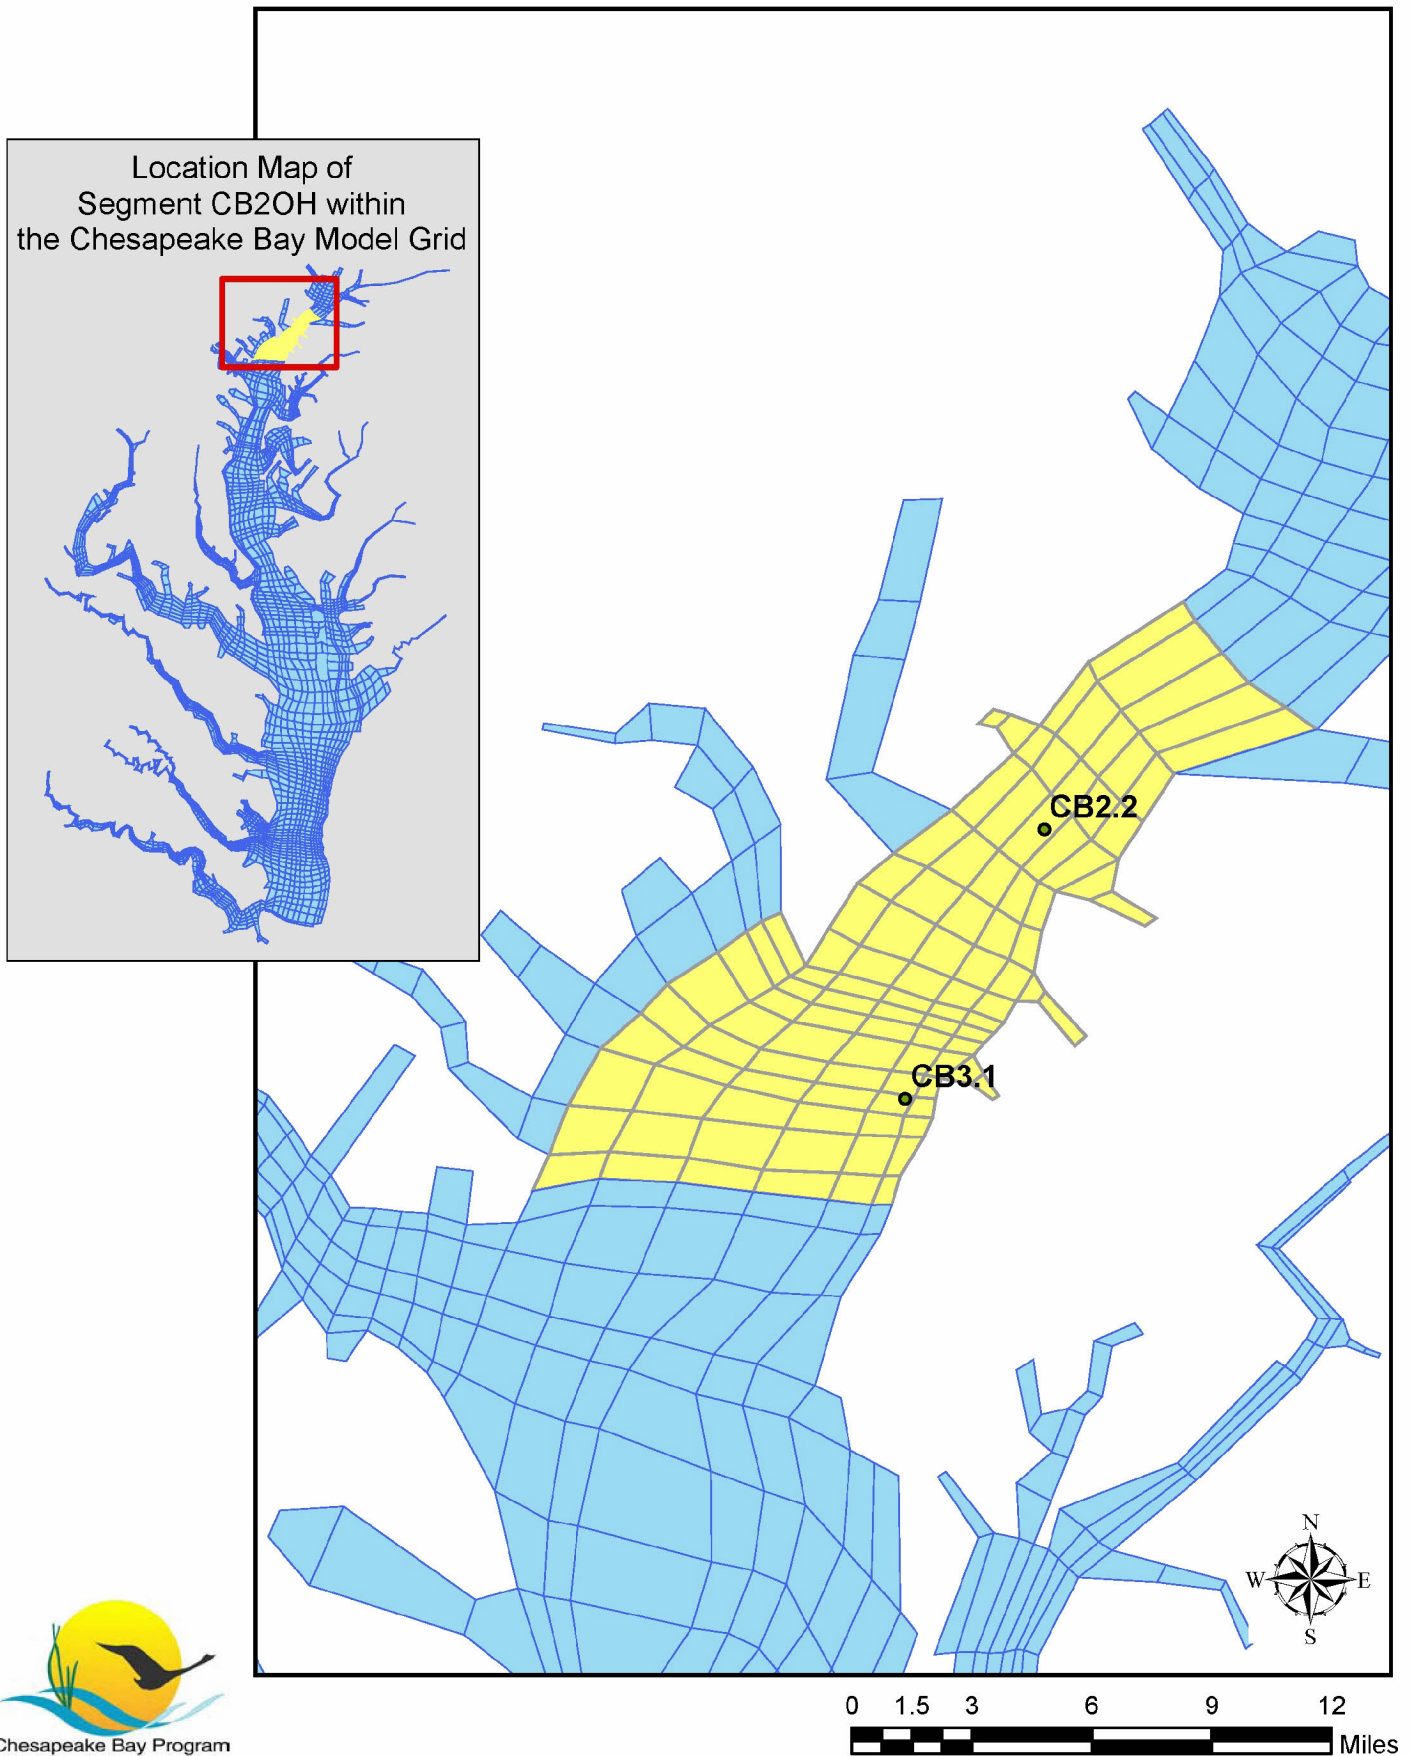 Location Map of
Segment CB2OH within
the Chesapeake Bay Model Grid
CB2.2
CB3.1
N
W E
S
0 1.5 3 6 9 12
Miles
Chesapeake Bay Program